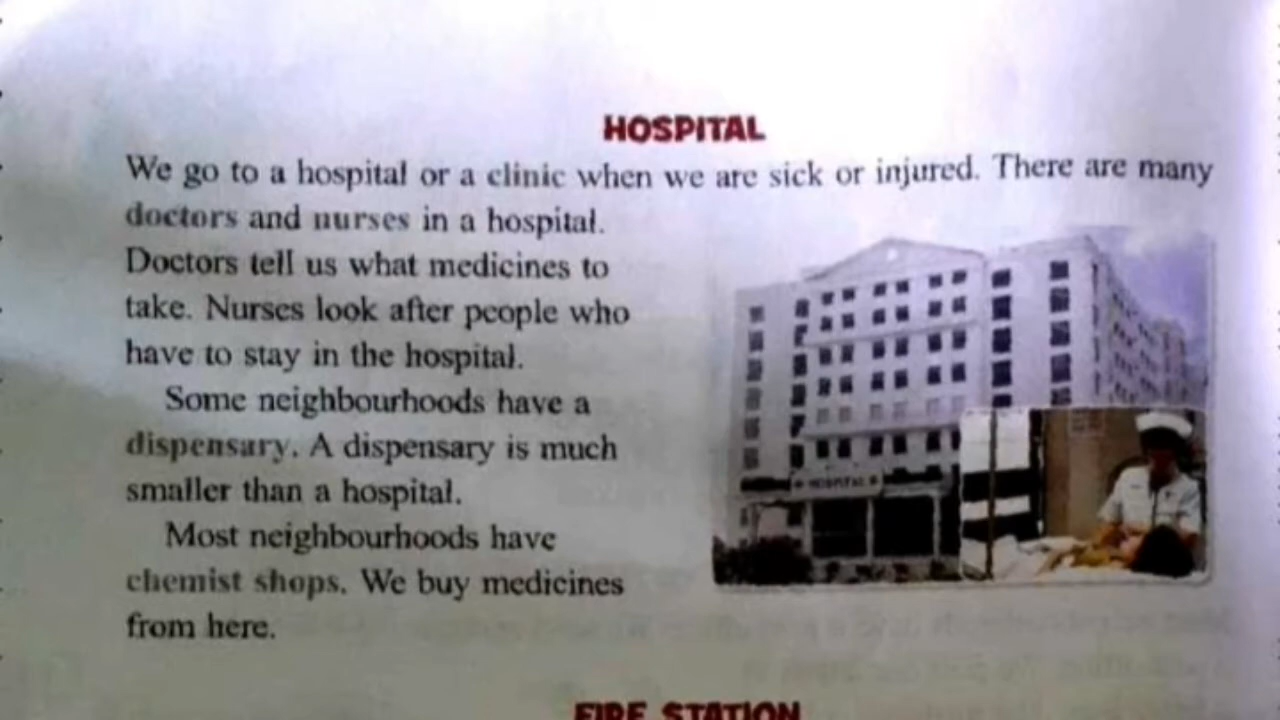 HOSPITAL
We go to a hospital or a clinic when we are sick or injured. There are many
doctors and nurses in a hospital.
Doctors tell us what medicines to
take. Nurses look after people who
have to stay in the hospital.
Some neighbourhoods have a
dispensary. A dispensary is much
smaller than a hospital.
Most neighbourhoods have
chemist shops. We buy medicines
from here.
HOSPITAL
FIRE STATION